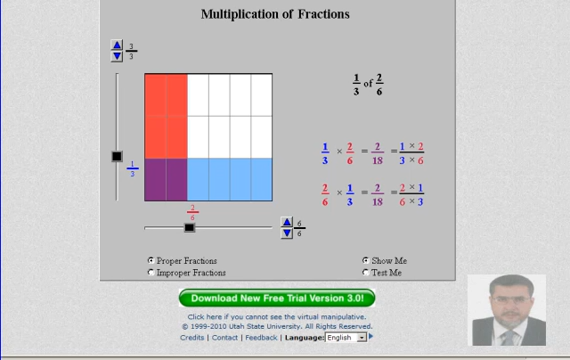 Multiplication of Fractions
3/3
1/3 of 2/6
1/3 × 2/6 = 2/18 = 1 × 2/3 × 6
1/3
2/6 × 1/3 = 2/18 = 2 × 1/6 × 3
2/6
6/6
Proper Fractions
Improper Fractions
Show Me
Test Me
Download New Free Trial Version 3.0!
Click here if you cannot see the virtual manipulative.
© 1999-2010 Utah State University. All Rights Reserved.
Credits | Contact | Feedback | Language: English